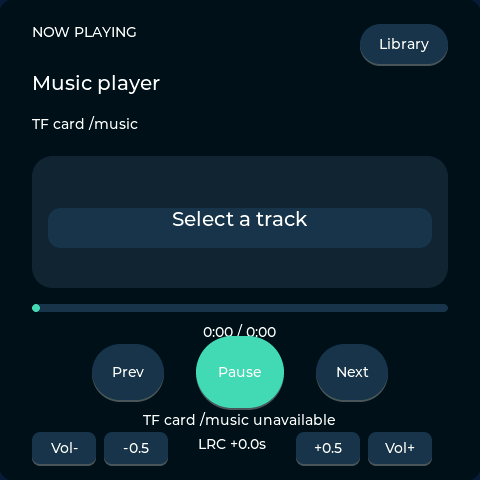 NOW PLAYING
Library
Music player
TF card /music
Select a track
0:00 / 0:00
Prev
Pause
Next
TF card /music unavailable
Vol-
-0.5
LRC +0.0s
+0.5
Vol+